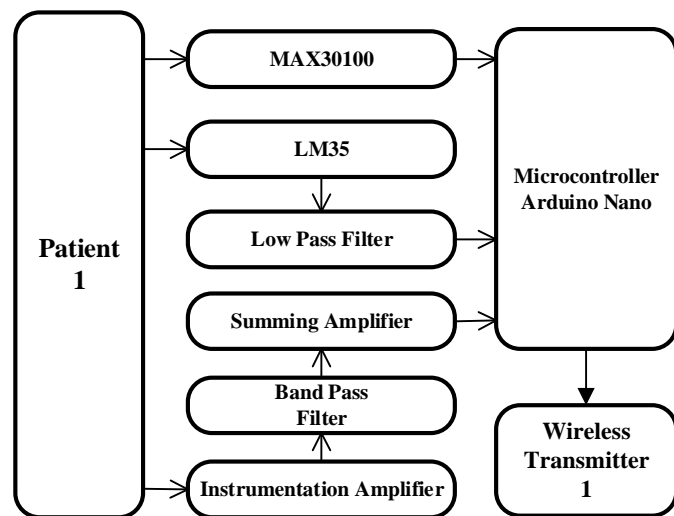 Patient
1
MAX30100
LM35
Low Pass Filter
Summing Amplifier
Band Pass
Filter
Instrumentation Amplifier
Microcontroller
Arduino Nano
Wireless
Transmitter
1